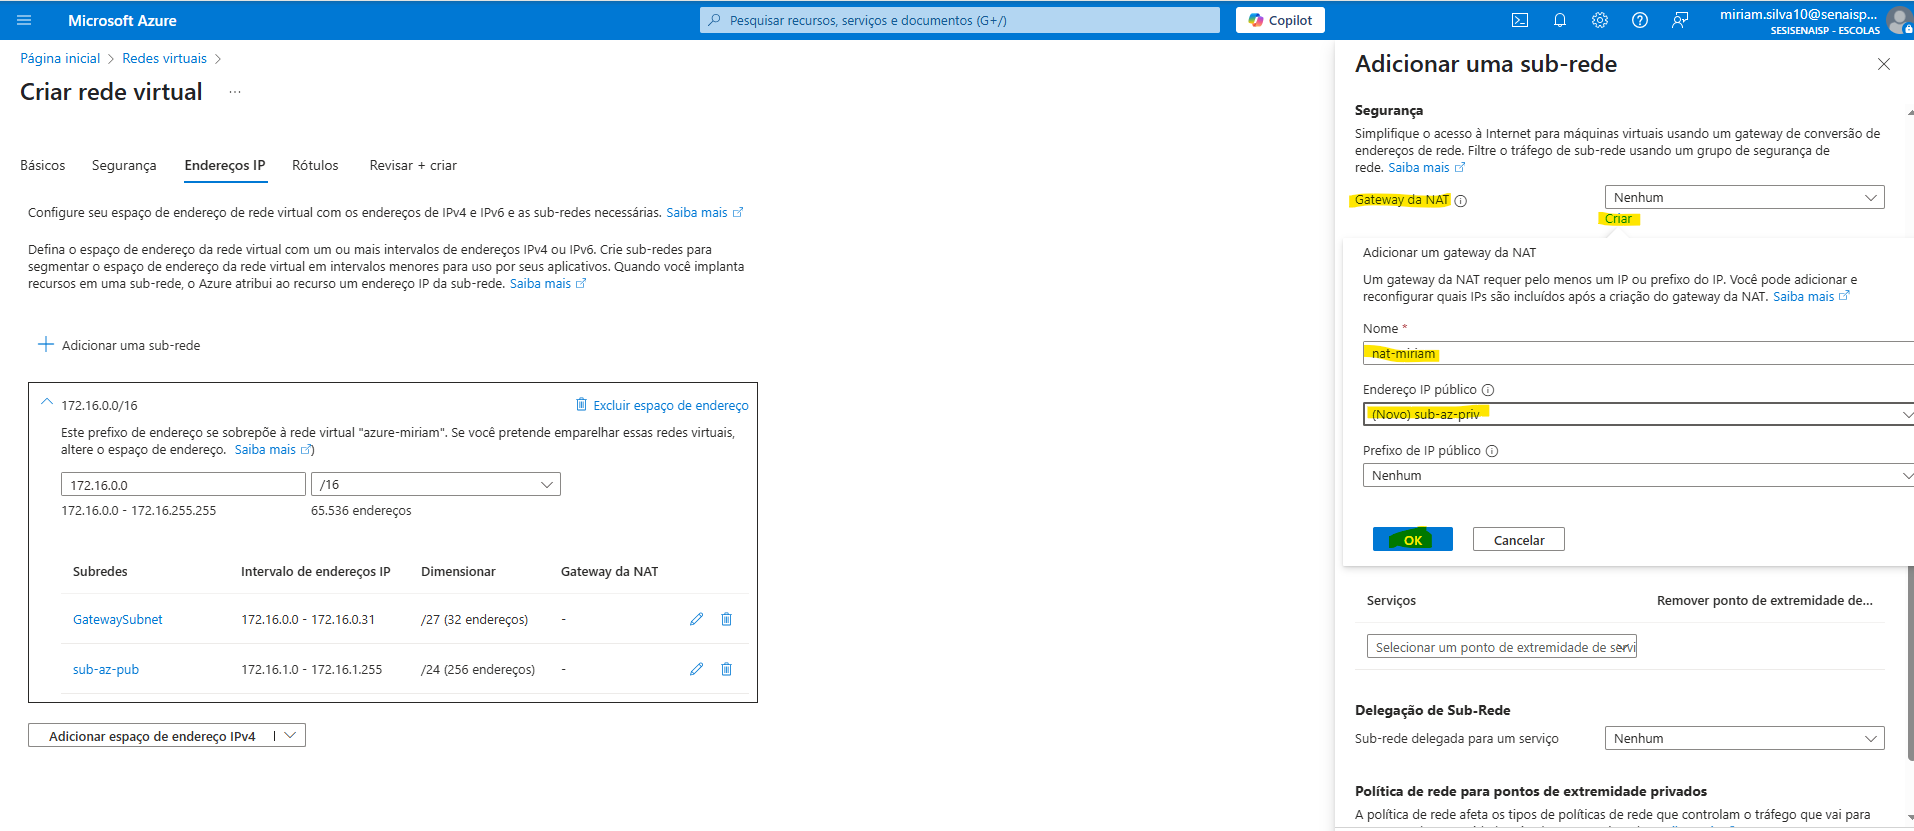 Microsoft Azure
Pesquisar recursos, serviços e documentos (G+/)
Copilot
miriam.silva10@senaisp...
SESISENAISP - ESCOLAS
Página inicial > Redes virtuais >
Criar rede virtual ...
Básicos
Segurança
Endereços IP
Rótulos
Revisar + criar
Configure seu espaço de endereço de rede virtual com os endereços de IPv4 e IPv6 e as sub-redes necessárias. Saiba mais
Defina o espaço de endereço da rede virtual com um ou mais intervalos de endereços IPv4 ou IPv6. Crie sub-redes para
segmentar o espaço de endereço da rede virtual em intervalos menores para uso por seus aplicativos. Quando você implanta
recursos em uma sub-rede, o Azure atribui ao recurso um endereço IP da sub-rede. Saiba mais
Adicionar uma sub-rede
172.16.0.0/16
Excluir espaço de endereço
Este prefixo de endereço se sobrepõe à rede virtual "azure-miriam". Se você pretende emparelhar essas redes virtuais,
altere o espaço de endereço. Saiba mais )
172.16.0.0
/16
172.16.0.0 - 172.16.255.255
65.536 endereços
Subredes Intervalo de endereços IP Dimensionar Gateway da NAT
GatewaySubnet 172.16.0.0 - 172.16.0.31 /27 (32 endereços) -
sub-az-pub 172.16.1.0 - 172.16.1.255 /24 (256 endereços) -
Adicionar espaço de endereço IPv4 |
Adicionar uma sub-rede
Segurança
Simplifique o acesso à Internet para máquinas virtuais usando um gateway de conversão de
endereços de rede. Filtre o tráfego de sub-rede usando um grupo de segurança de
rede. Saiba mais
Gateway da NAT
Nenhum
Criar
Adicionar um gateway da NAT
Um gateway da NAT requer pelo menos um IP ou prefixo do IP. Você pode adicionar e
reconfigurar quais IPs são incluídos após a criação do gateway da NAT. Saiba mais
Nome *
nat-miriam
Endereço IP público
(Novo) sub-az-priv
Prefixo de IP público
Nenhum
OK
Cancelar
Serviços
Remover ponto de extremidade de...
Selecionar um ponto de extremidade de servi
Delegação de Sub-Rede
Sub-rede delegada para um serviço
Nenhum
Política de rede para pontos de extremidade privados
A política de rede afeta os tipos de políticas de rede que controlam o tráfego que vai para